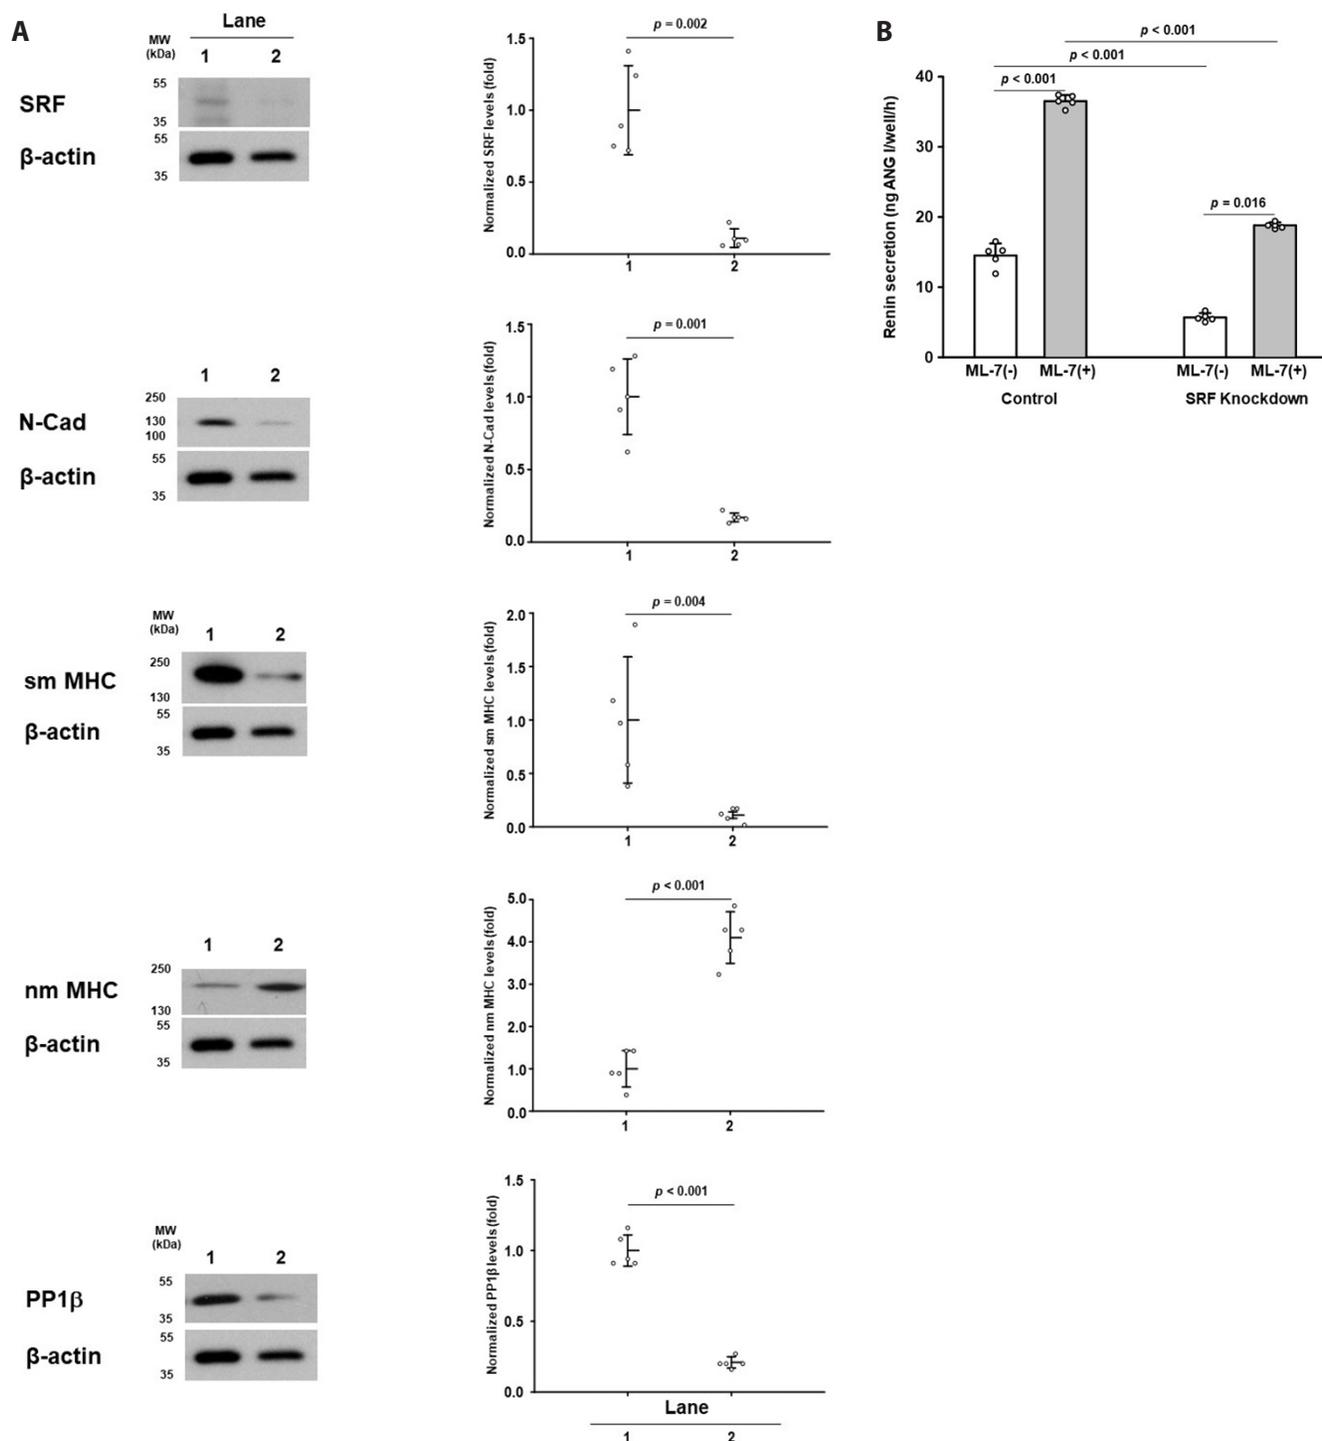 A
Lane
MW
(kDa)
1 2
SRF
55
35
β-actin
55
35
1 2
N-Cad
250
130
100
β-actin
55
35
MW
(kDa)
1 2
sm MHC
250
130
β-actin
55
35
1 2
nm MHC
250
130
β-actin
55
35
MW
(kDa)
1 2
PP1β
55
35
β-actin
55
35
p = 0.002
Normalized SRF levels (fold)
1.5
1.0
0.5
0.0
1 2
p = 0.001
Normalized N-Cad levels (fold)
1.5
1.0
0.5
0.0
1 2
p = 0.004
Normalized sm MHC levels (fold)
2.0
1.5
1.0
0.5
0.0
1 2
p < 0.001
Normalized nm MHC levels (fold)
5.0
4.0
3.0
2.0
1.0
0.0
1 2
p < 0.001
Normalized PP1β levels (fold)
1.5
1.0
0.5
0.0
Lane
1 2
B
p < 0.001
p < 0.001
p < 0.001
p = 0.016
Renin secretion (ng ANG I/well/h)
40
30
20
10
0
ML-7(-) ML-7(+) ML-7(-) ML-7(+)
Control SRF Knockdown